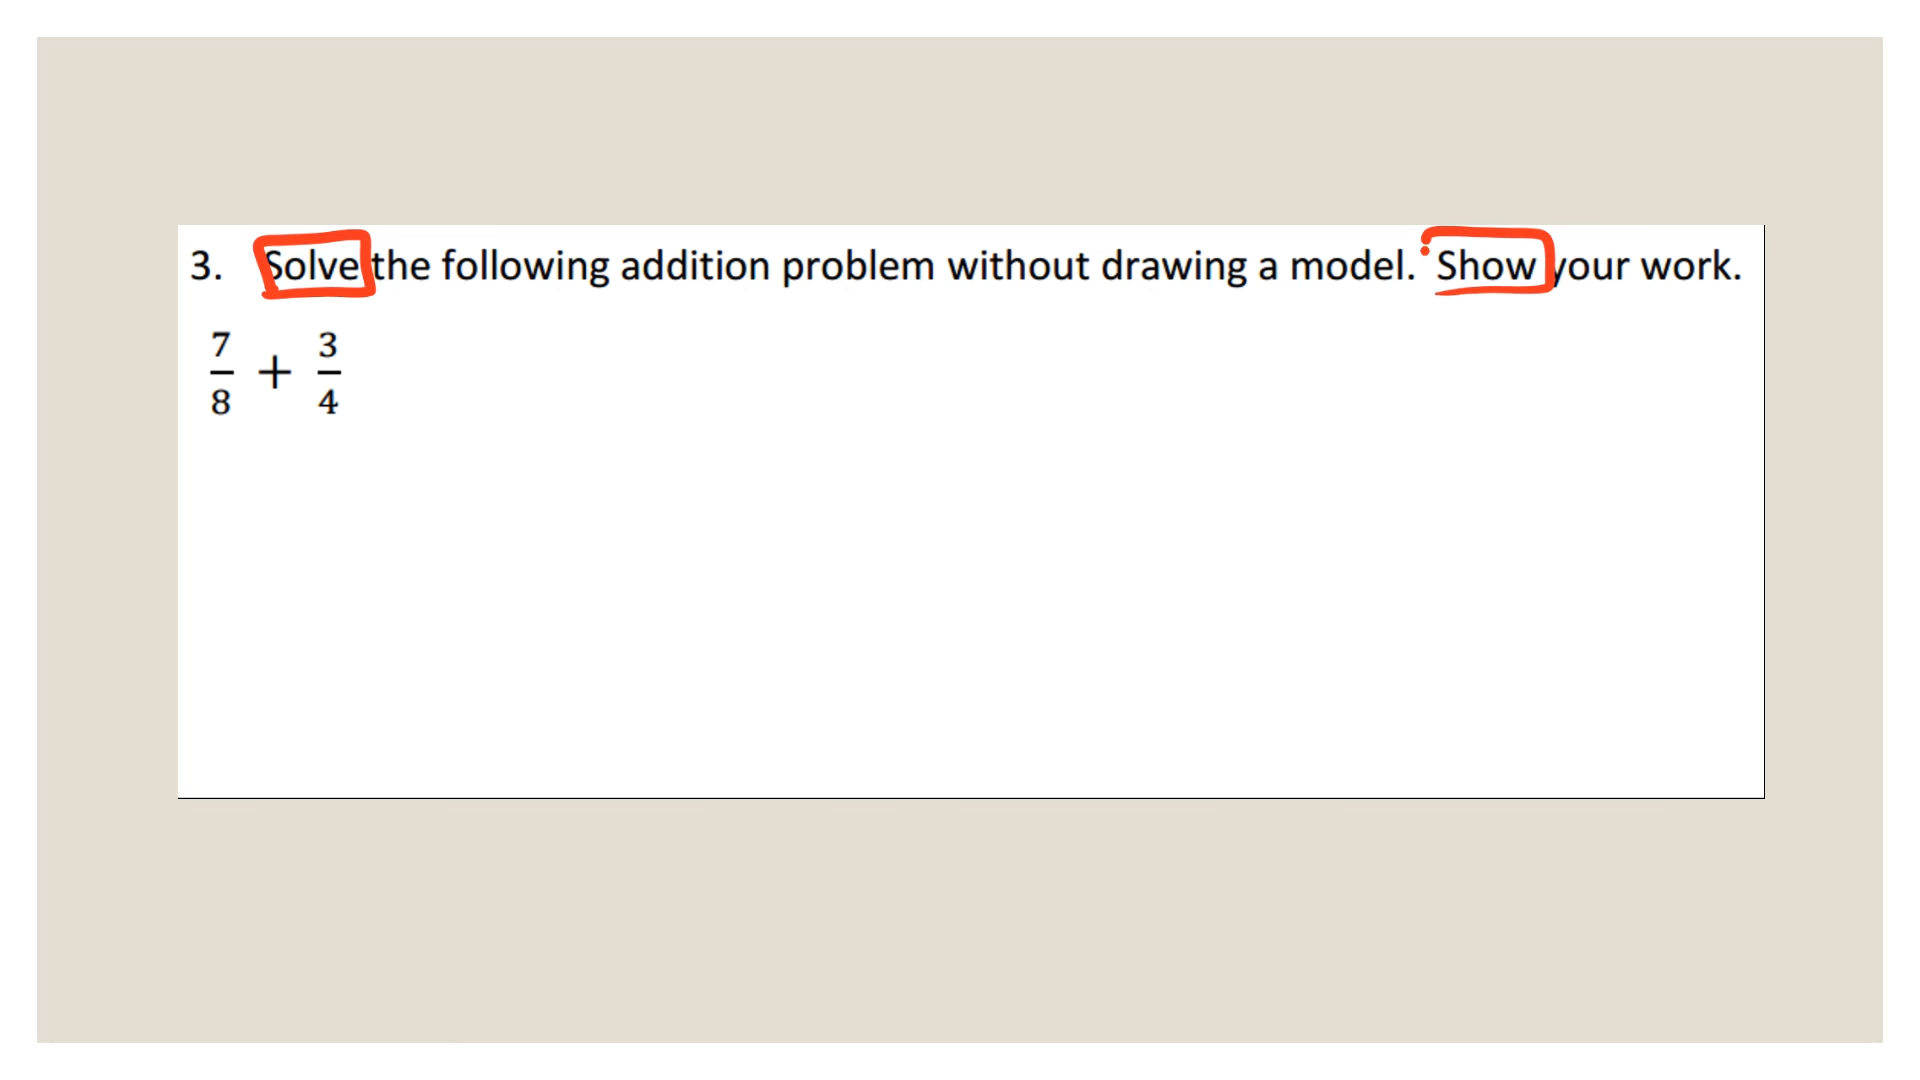 3. Solve the following addition problem without drawing a model. Show your work.
7/8 + 3/4